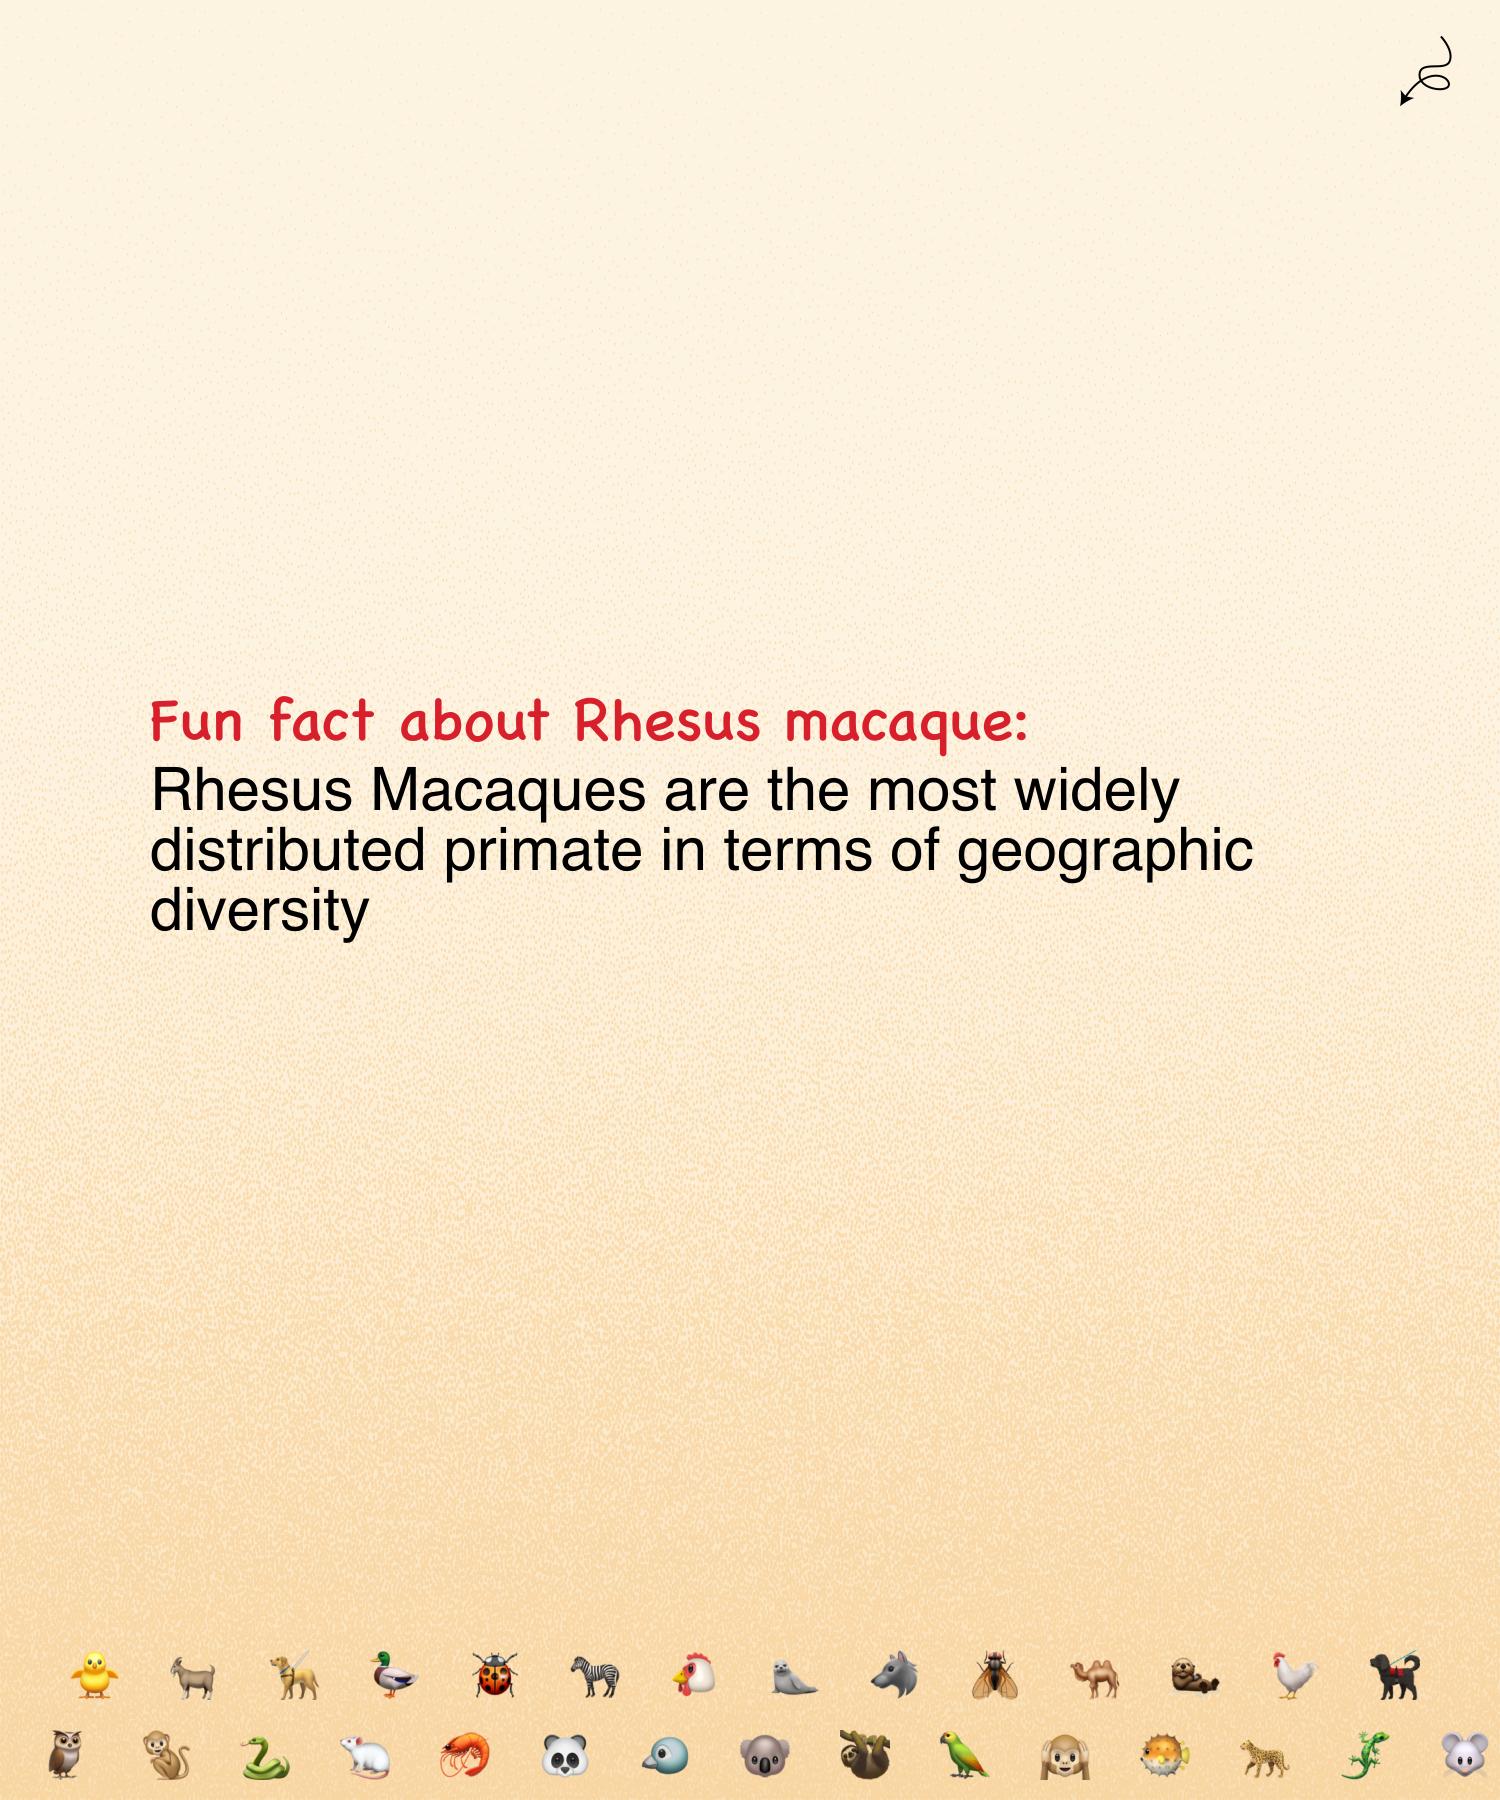 Fun fact about Rhesus macaque:
Rhesus Macaques are the most widely
distributed primate in terms of geographic
diversity